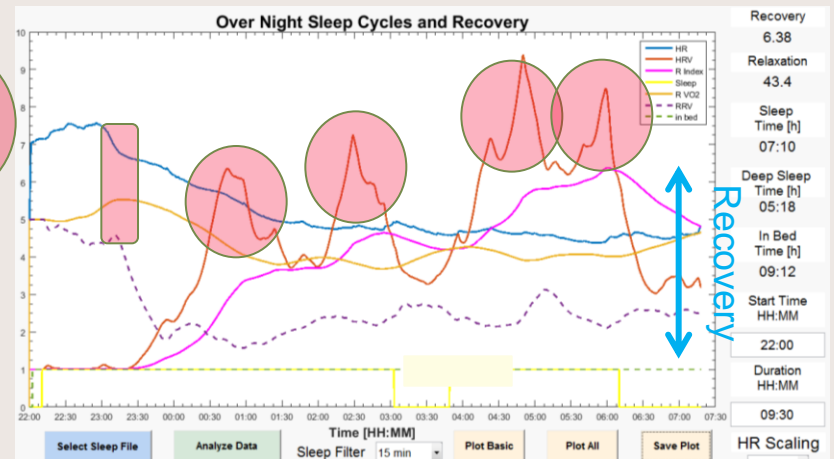 Over Night Sleep Cycles and Recovery
10
9
8
7
6
5
4
3
2
1
0
HR
HRV
R Index
Sleep
R VO2
RRV
in bed
22:00 22:30 23:00 23:30 00:00 00:30 01:00 01:30 02:00 02:30 03:00 03:30 04:00 04:30 05:00 05:30 06:00 06:30 07:00 07:30
Time [HH:MM]
Recovery
Recovery
6.38
Relaxation
43.4
Sleep
Time [h]
07:10
Deep Sleep
Time [h]
05:18
In Bed
Time [h]
09:12
Start Time
HH:MM
22:00
Duration
HH:MM
09:30
HR Scaling
Select Sleep File
Analyze Data
Sleep Filter
15 min
Plot Basic
Plot All
Save Plot